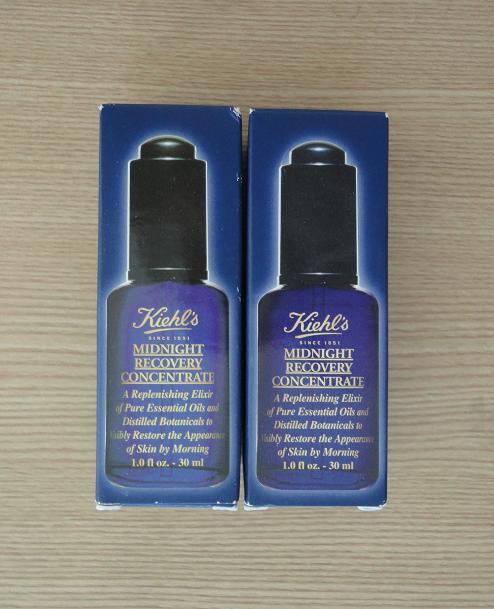 Kiehl's
SINCE 1851
MIDNIGHT
RECOVERY
CONCENTRATE
A Replenishing Elixir
of Pure Essential Oils and
Distilled Botanicals to
Visibly Restore the Appearance
of Skin by Morning
1.0 fl oz. - 30 ml
Kiehl's
SINCE 1851
MIDNIGHT
RECOVERY
CONCENTRATE
A Replenishing Elixir
of Pure Essential Oils and
Distilled Botanicals to
Visibly Restore the Appearance
of Skin by Morning
1.0 fl oz. - 30 ml